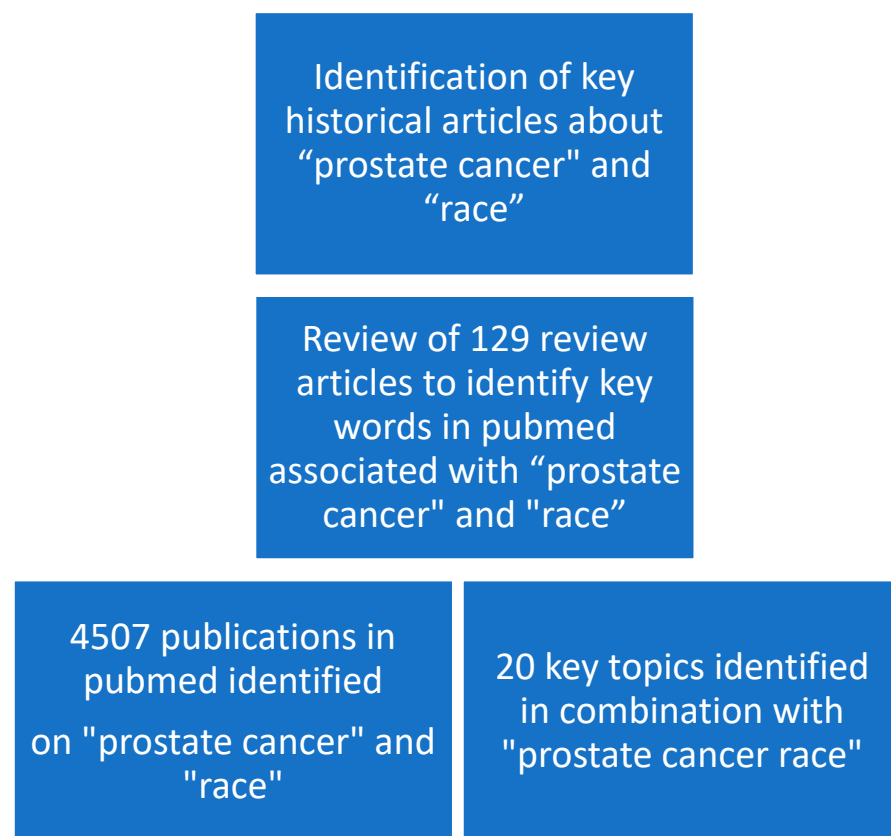 Identification of key
historical articles about
“prostate cancer" and
“race”
Review of 129 review
articles to identify key
words in pubmed
associated with “prostate
cancer" and "race”
4507 publications in
pubmed identified
on "prostate cancer" and
"race"
20 key topics identified
in combination with
"prostate cancer race"